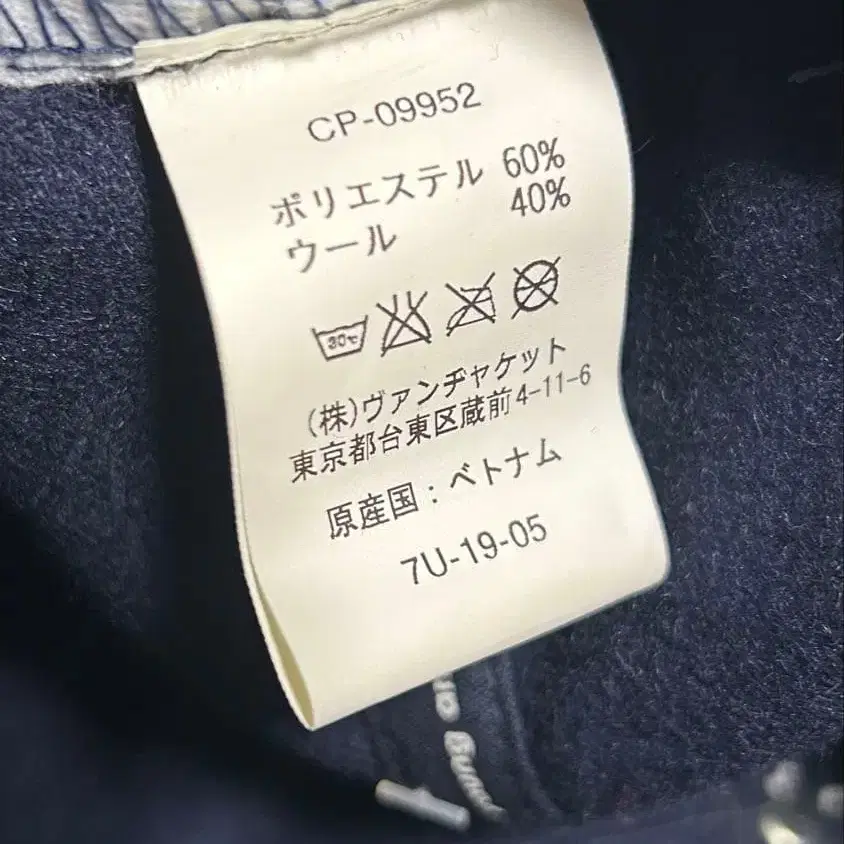 CP-09952
ポリエステル 60%
ウール 40%
30℃
(株)ヴァンヂャケット
東京都台東区蔵前4-11-6
原産国：ベトナム
7U-19-05